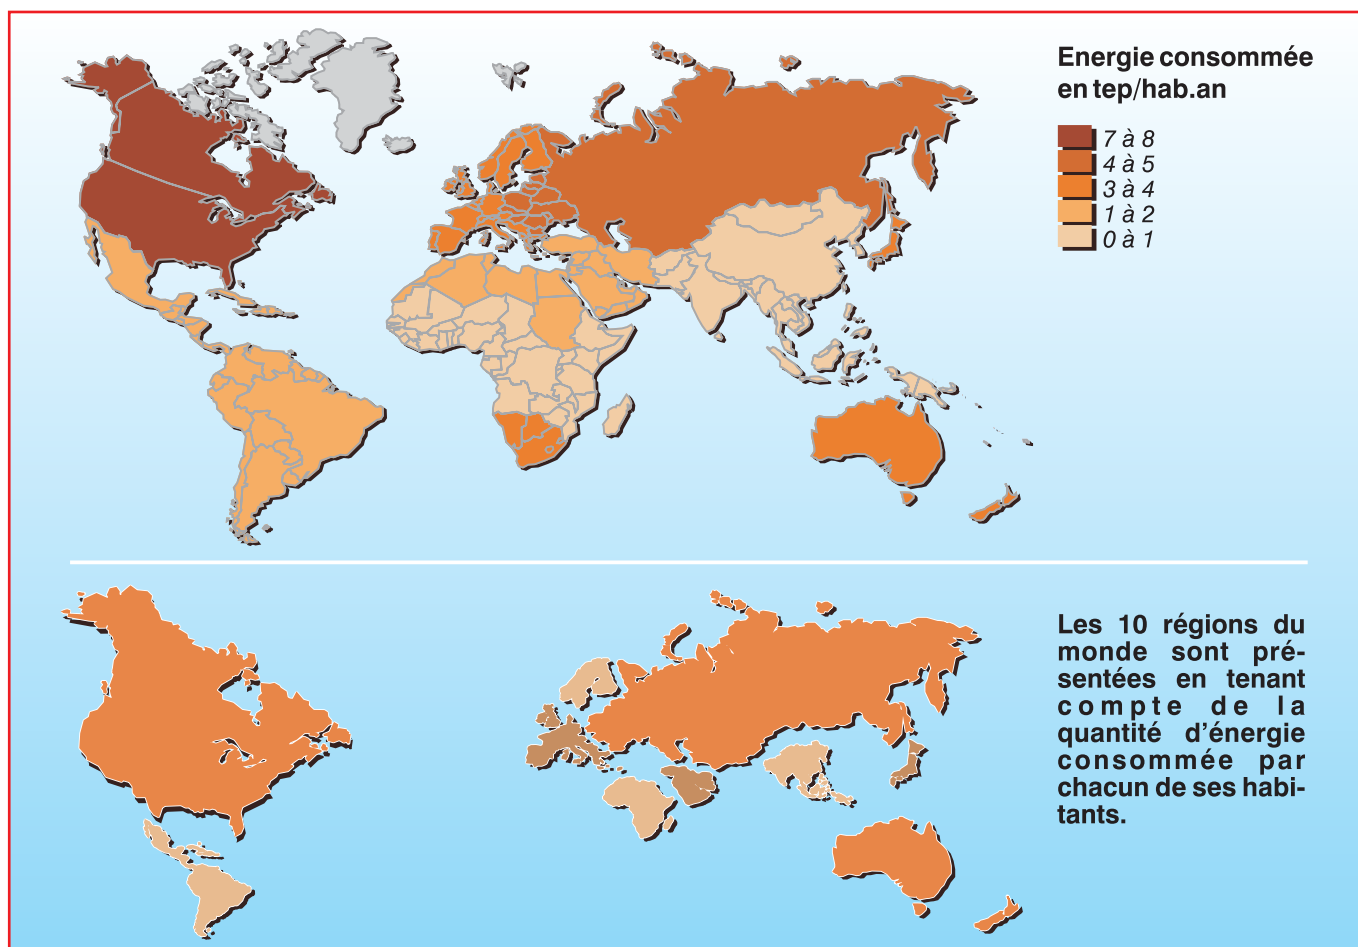 Energie consommée
en tep/hab.an
7 à 8
4 à 5
3 à 4
1 à 2
0 à 1
Les 10 régions du
monde sont pré-
sentées en tenant
compte de la
quantité d’énergie
consommée par
chacun de ses habi-
tants.